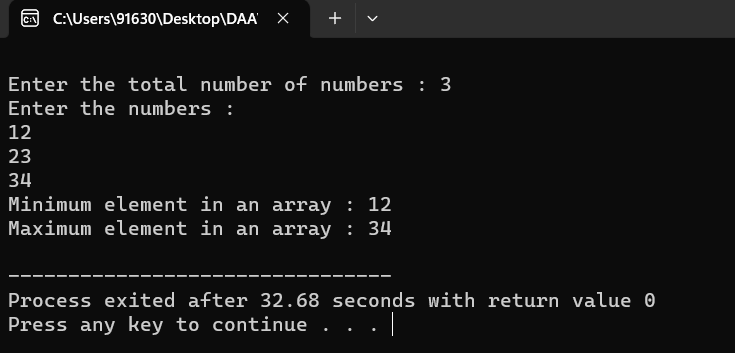 C:\Users\91630\Desktop\DAA'
Enter the total number of numbers : 3
Enter the numbers :
12
23
34
Minimum element in an array : 12
Maximum element in an array : 34
--------------------------------
Process exited after 32.68 seconds with return value 0
Press any key to continue . . .